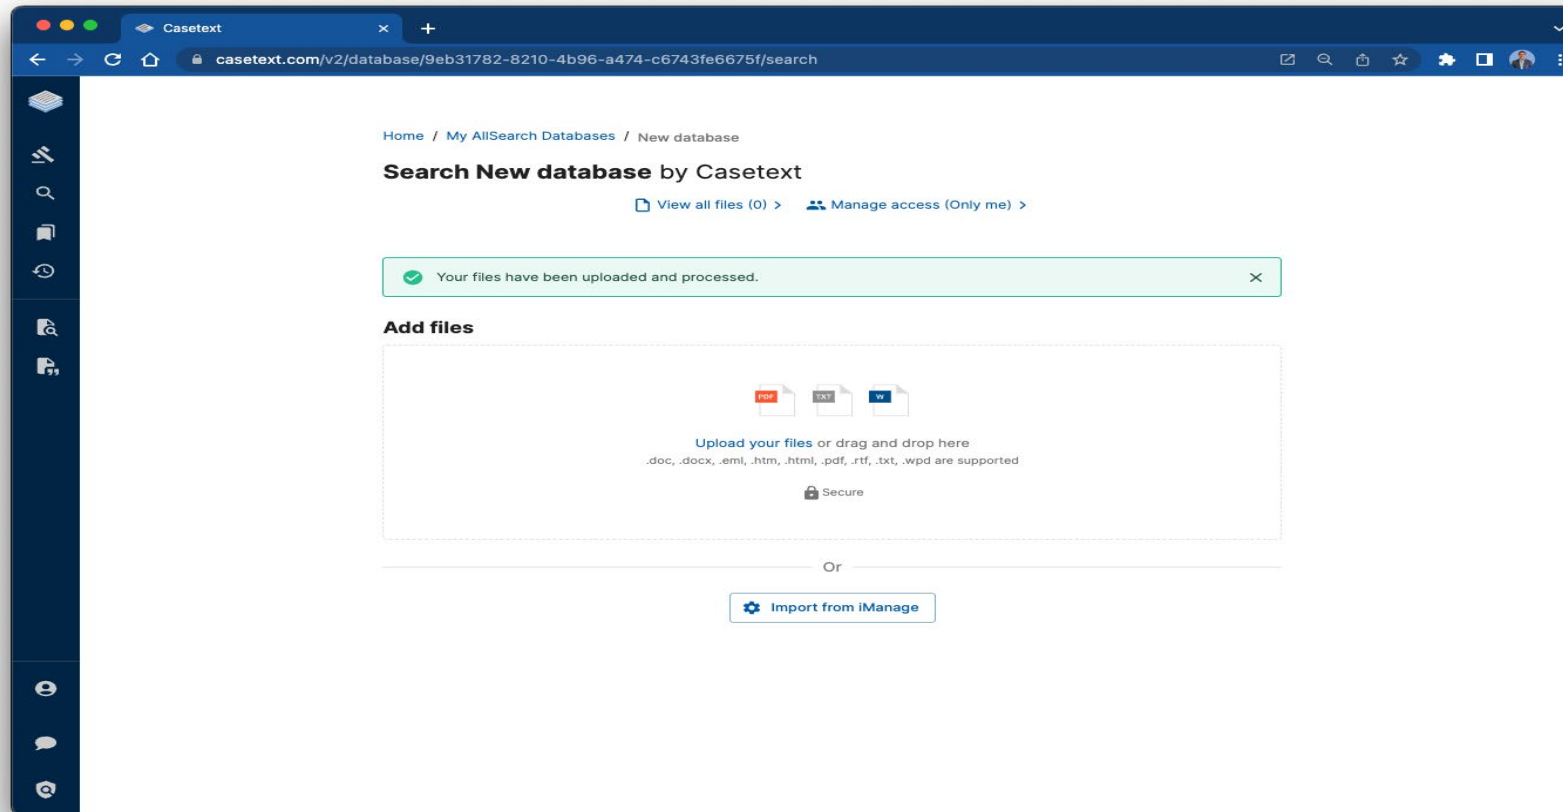 Casetext
casetext.com/v2/database/9eb31782-8210-4b96-a474-c6743fe6675f/search
Home / My AllSearch Databases / New database
Search New database by Casetext
View all files (0) > Manage access (Only me) >
Your files have been uploaded and processed.
Add files
PDF TXT W
Upload your files or drag and drop here
.doc, .docx, .eml, .htm, .html, .pdf, .rtf, .txt, .wpd are supported
Secure
Or
Import from iManage